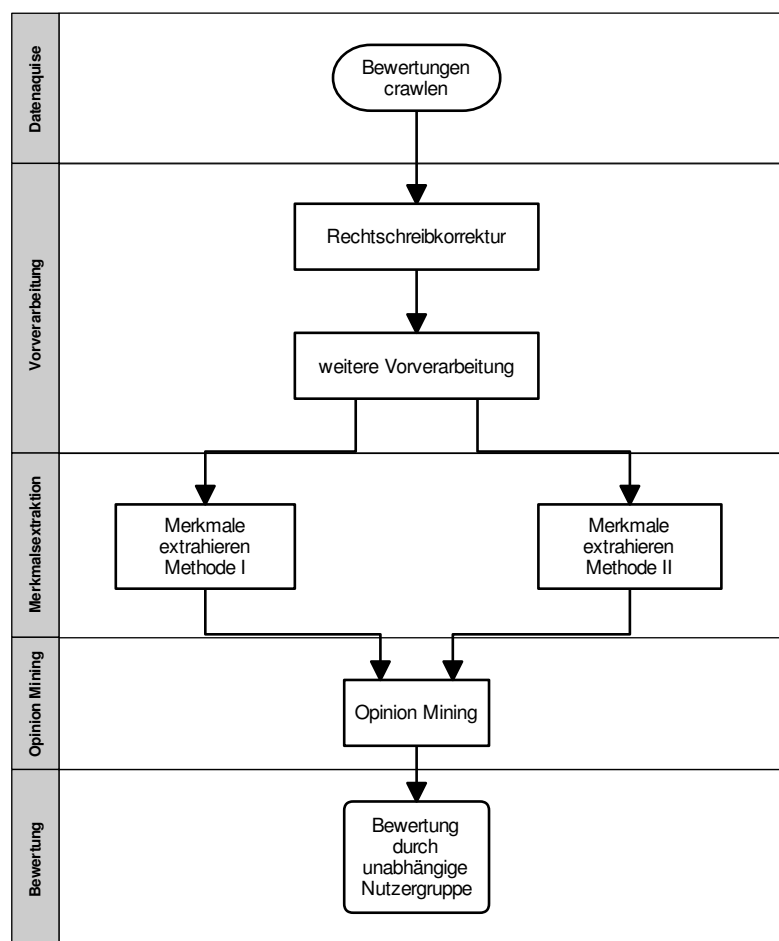 Datenaquise
Bewertungen
crawlen
Vorverarbeitung
Rechtschreibkorrektur
weitere Vorverarbeitung
Merkmalsextraktion
Merkmale
extrahieren
Methode I
Merkmale
extrahieren
Methode II
Opinion Mining
Opinion Mining
Bewertung
Bewertung
durch
unabhängige
Nutzergruppe